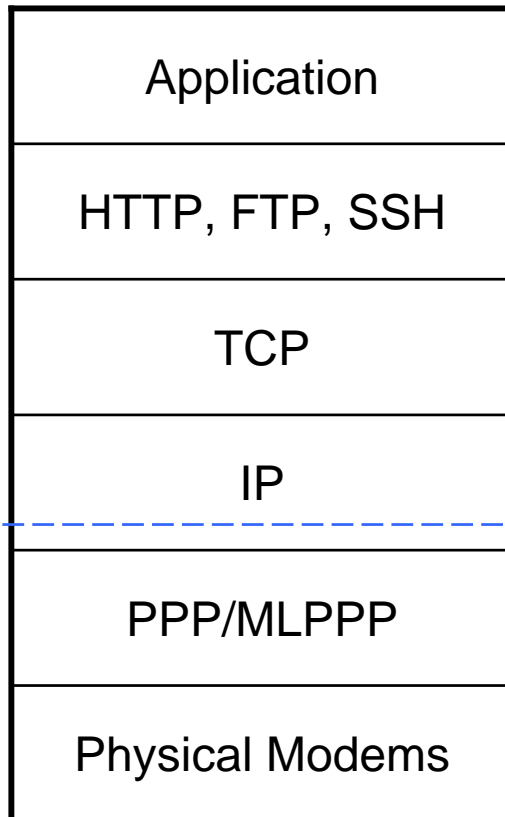 Application
HTTP, FTP, SSH
TCP
IP
PPP/MLPPP
Physical Modems